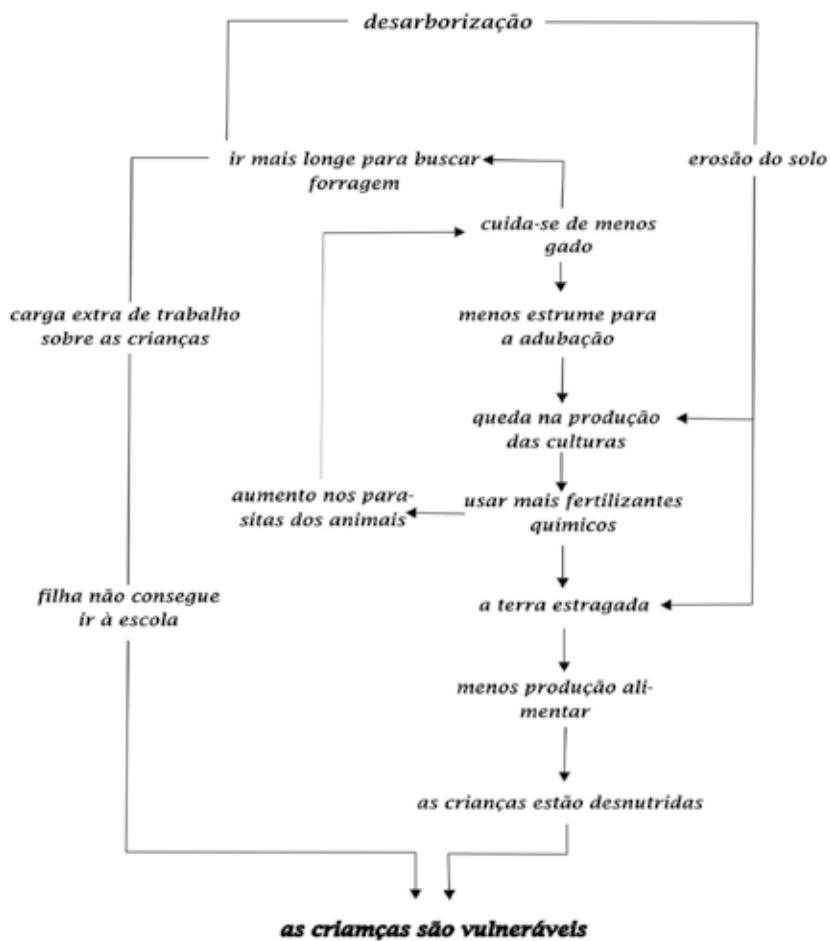 desarborização
ir mais longe para buscar
forragem
erosão do solo
cuida-se de menos
gado
carga extra de trabalho
sobre as crianças
menos estrume para
a adubação
queda na produção
das culturas
aumento nos para-
sitas dos animais
usar mais fertilizantes
químicos
filha não consegue
ir à escola
a terra estragada
menos produção ali-
mentar
as crianças estão desnutridas
as criamças são vulneráveis